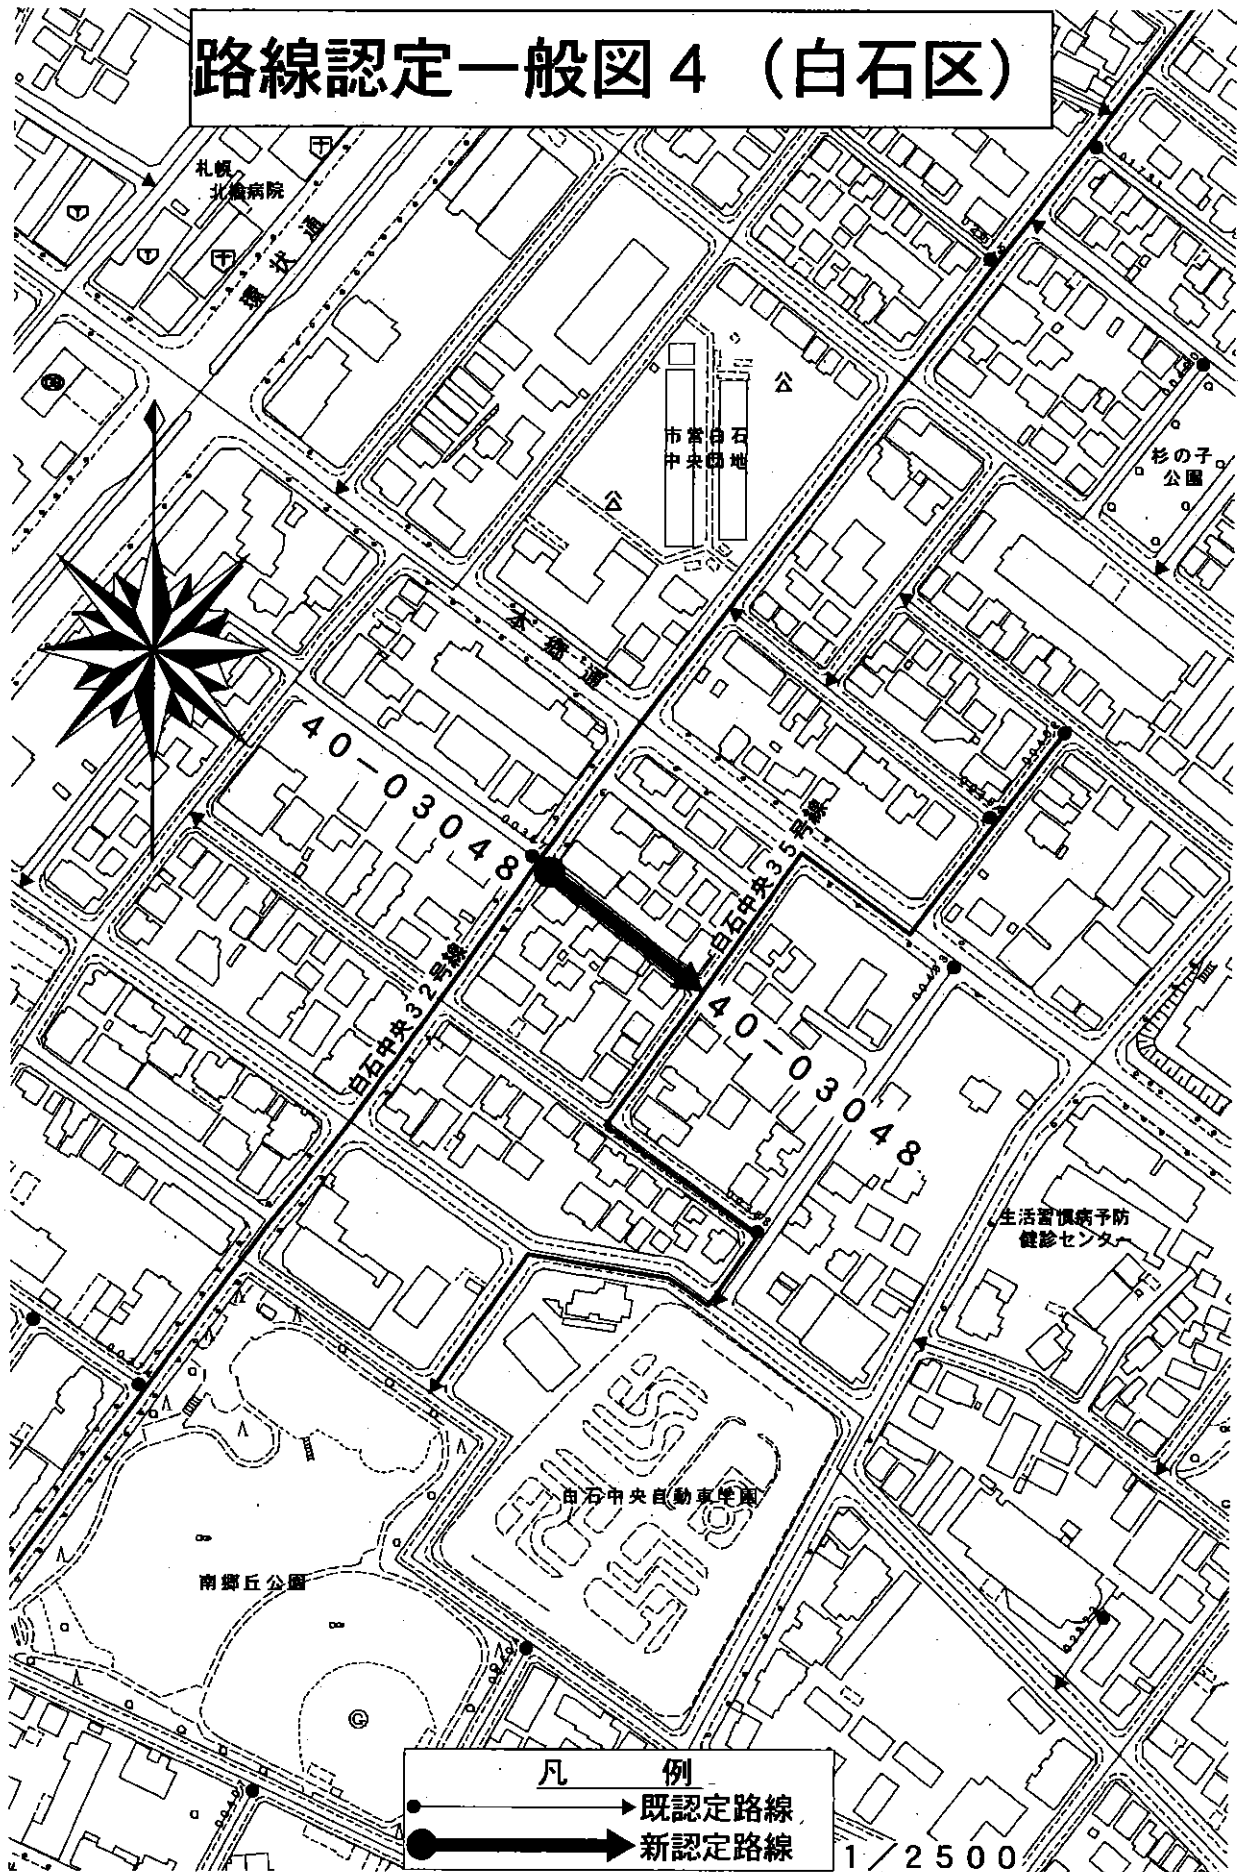 路線認定一般図４（白石区）
札幌
北楡病院
環状通
市営白石
中央団地
杉の子
公園
本郷通
40－03048
白石中央35号線
白石中央32号線
40－03048
生活習慣病予防
健診センター
白石中央自動車学園
南郷丘公園
G
凡例
既認定路線
新認定路線
1／2500